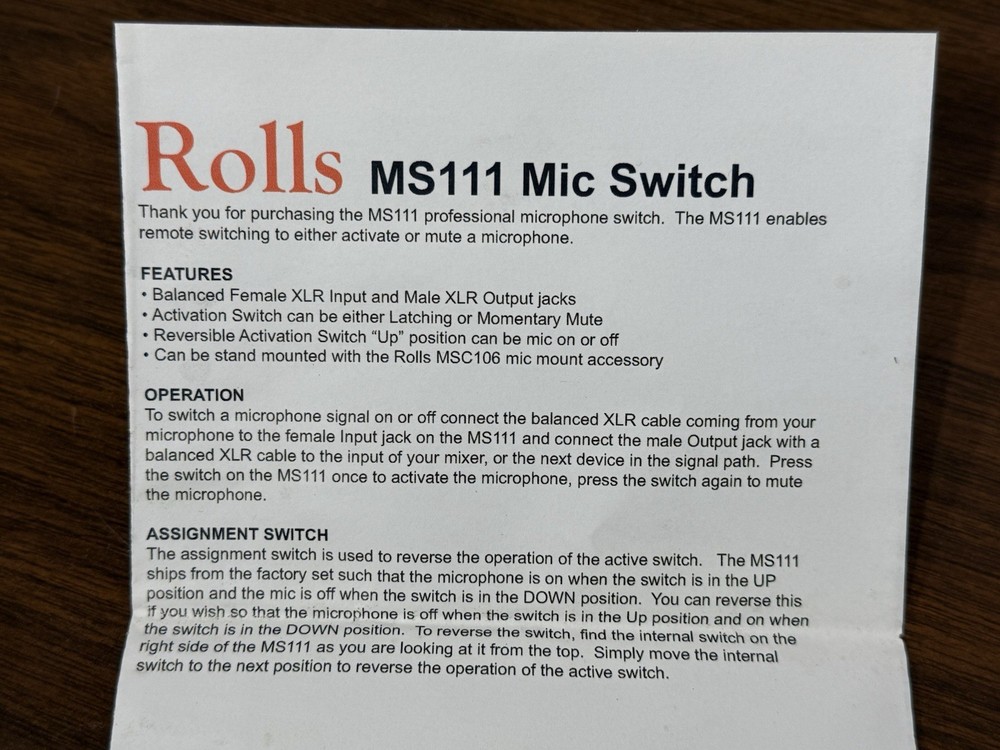 Rolls MS111 Mic Switch
Thank you for purchasing the MS111 professional microphone switch.  The MS111 enables
remote switching to either activate or mute a microphone.
FEATURES
• Balanced Female XLR Input and Male XLR Output jacks
• Activation Switch can be either Latching or Momentary Mute
• Reversible Activation Switch “Up” position can be mic on or off
• Can be stand mounted with the Rolls MSC106 mic mount accessory
OPERATION
To switch a microphone signal on or off connect the balanced XLR cable coming from your
microphone to the female Input jack on the MS111 and connect the male Output jack with a
balanced XLR cable to the input of your mixer, or the next device in the signal path.  Press
the switch on the MS111 once to activate the microphone, press the switch again to mute
the microphone.
ASSIGNMENT SWITCH
The assignment switch is used to reverse the operation of the active switch.   The MS111
ships from the factory set such that the microphone is on when the switch is in the UP
position and the mic is off when the switch is in the DOWN position.  You can reverse this
if you wish so that the microphone is off when the switch is in the Up position and on when
the switch is in the DOWN position.  To reverse the switch, find the internal switch on the
right side of the MS111 as you are looking at it from the top.  Simply move the internal
switch to the next position to reverse the operation of the active switch.